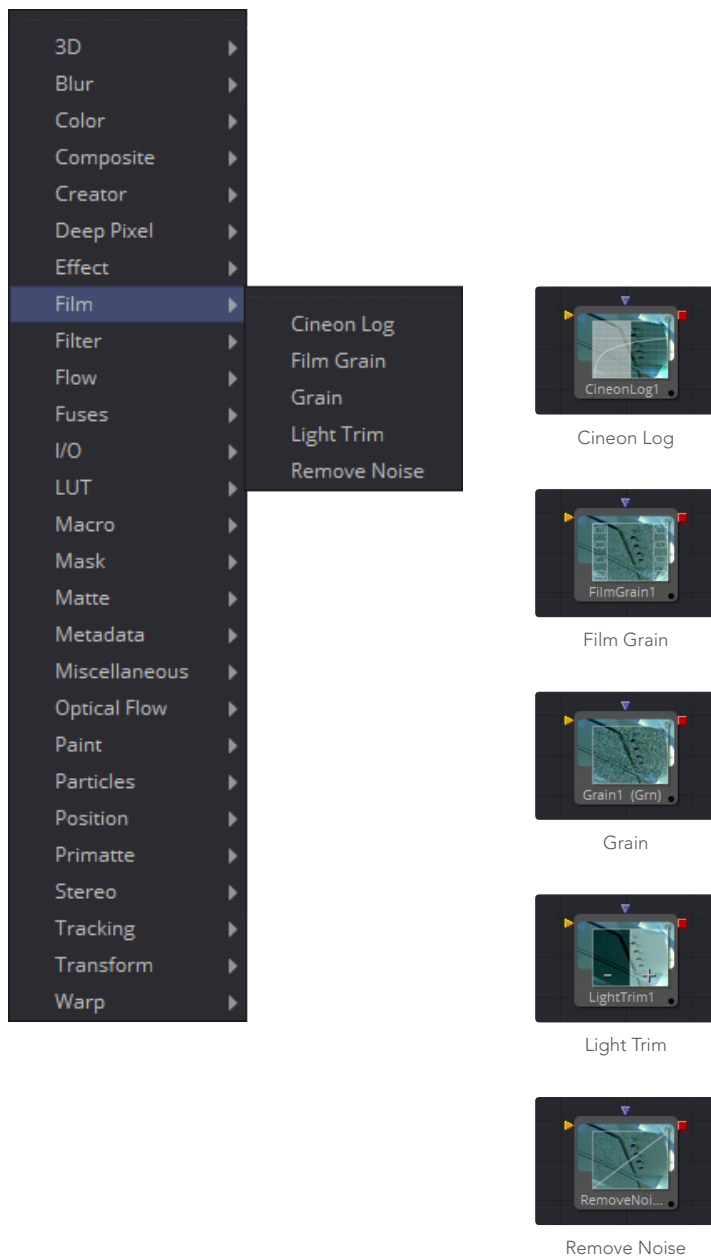 3D
Blur
Color
Composite
Creator
Deep Pixel
Effect
Film
Filter
Flow
Fuses
I/O
LUT
Macro
Mask
Matte
Metadata
Miscellaneous
Optical Flow
Paint
Particles
Position
Primatte
Stereo
Tracking
Transform
Warp
Cineon Log
Film Grain
Grain
Light Trim
Remove Noise
CineonLog1
Cineon Log
FilmGrain1
Film Grain
Grain1 (Grn)
Grain
LightTrim1
Light Trim
RemoveNoi...
Remove Noise